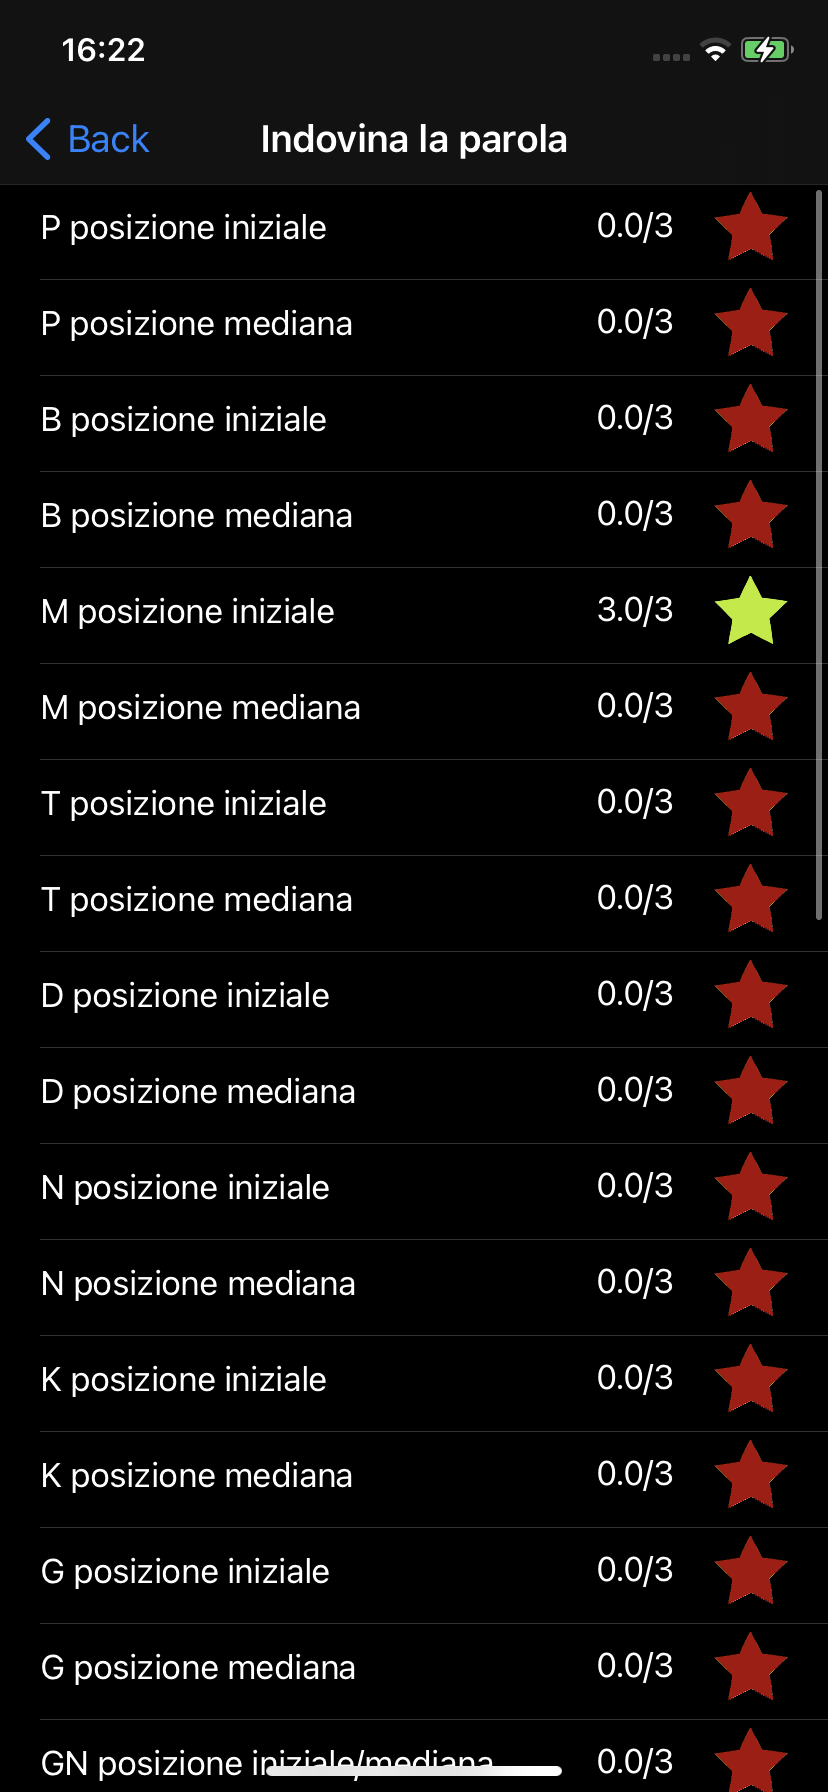 16:22
Back
Indovina la parola
P posizione iniziale 0.0/3
P posizione mediana 0.0/3
B posizione iniziale 0.0/3
B posizione mediana 0.0/3
M posizione iniziale 3.0/3
M posizione mediana 0.0/3
T posizione iniziale 0.0/3
T posizione mediana 0.0/3
D posizione iniziale 0.0/3
D posizione mediana 0.0/3
N posizione iniziale 0.0/3
N posizione mediana 0.0/3
K posizione iniziale 0.0/3
K posizione mediana 0.0/3
G posizione iniziale 0.0/3
G posizione mediana 0.0/3
GN posizione iniziale/mediana 0.0/3